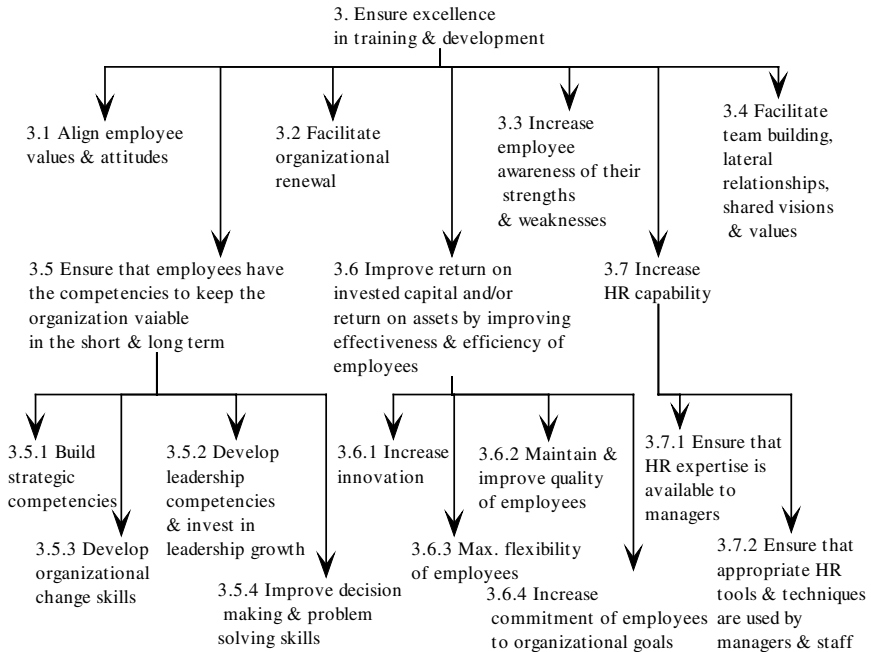 3. Ensure excellence
in training & development
3.1 Align employee
values & attitudes
3.2 Facilitate
organizational
renewal
3.3 Increase
employee
awareness of their
strengths
& weaknesses
3.4 Facilitate
team building,
lateral
relationships,
shared visions
& values
3.5 Ensure that employees have
the competencies to keep the
organization vaiable
in the short & long term
3.6 Improve return on
invested capital and/or
return on assets by improving
effectiveness & efficiency of
employees
3.7 Increase
HR capability
3.5.1 Build
strategic
competencies
3.5.2 Develop
leadership
competencies
& invest in
leadership growth
3.5.3 Develop
organizational
change skills
3.5.4 Improve decision
making & problem
solving skills
3.6.1 Increase
innovation
3.6.2 Maintain &
improve quality
of employees
3.6.3 Max. flexibility
of employees
3.6.4 Increase
commitment of employees
to organizational goals
3.7.1 Ensure that
HR expertise is
available to
managers
3.7.2 Ensure that
appropriate HR
tools & techniques
are used by
managers & staff